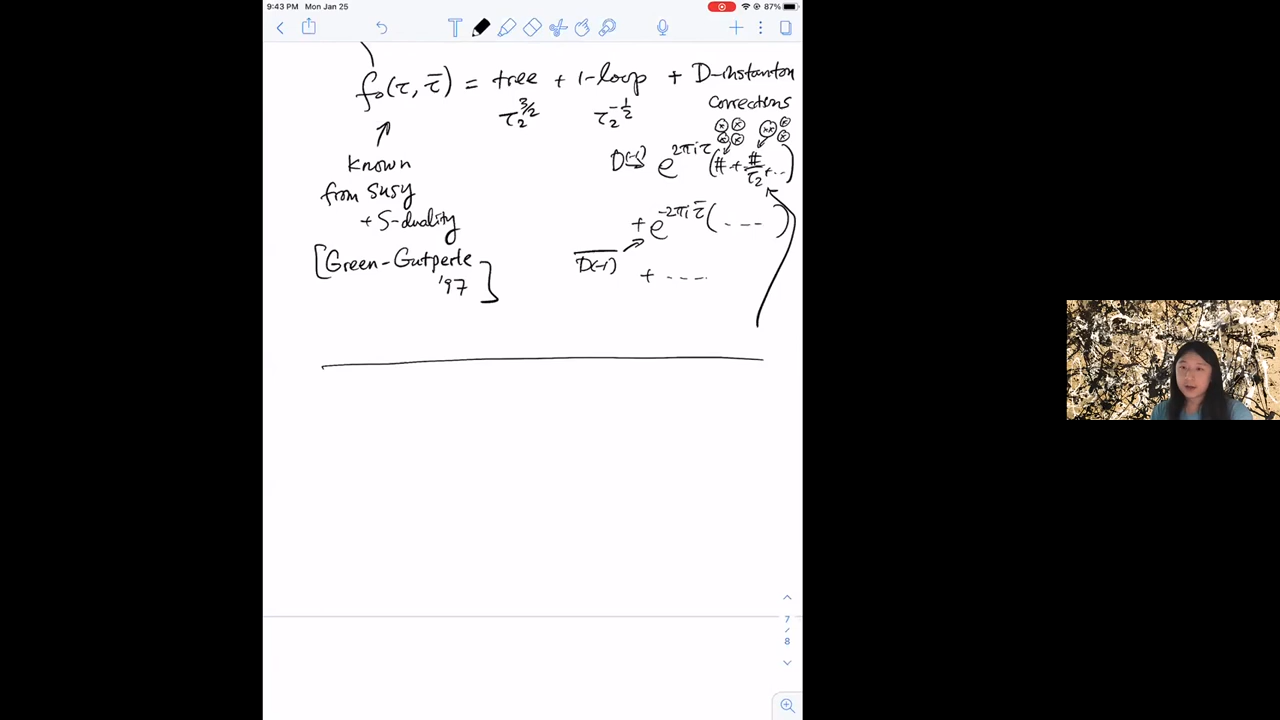 9:43 PM Mon Jan 25
87%
f₀(τ, τ̄) = tree + 1-loop + D-instanton
corrections
τ₂^{3/2} τ₂^{-1/2}
D(-1) e^{2πiτ} (# + #/τ₂ + ...)
Known
from SUSY
+ S-duality
+ e^{-2πiτ̄} ( --- )
[Green-Gutperle
'97]
\overline{D(-1)}
+ ----
7
/
8